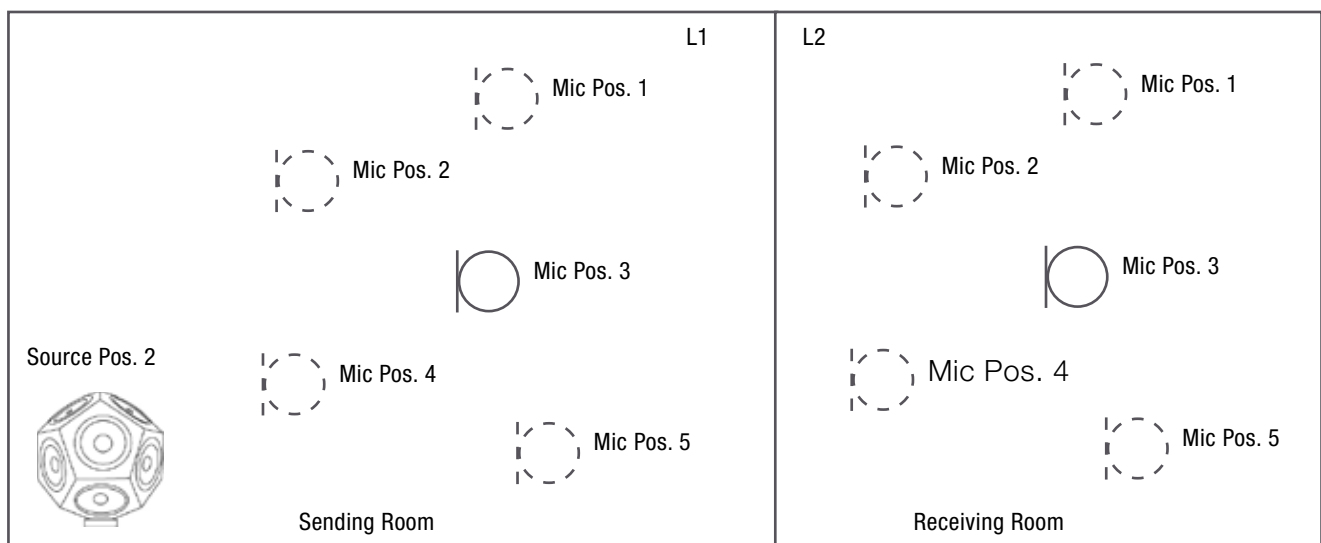 L1
Mic Pos. 1
Mic Pos. 2
Mic Pos. 3
Source Pos. 2
Mic Pos. 4
Mic Pos. 5
Sending Room
L2
Mic Pos. 1
Mic Pos. 2
Mic Pos. 3
Mic Pos. 4
Mic Pos. 5
Receiving Room